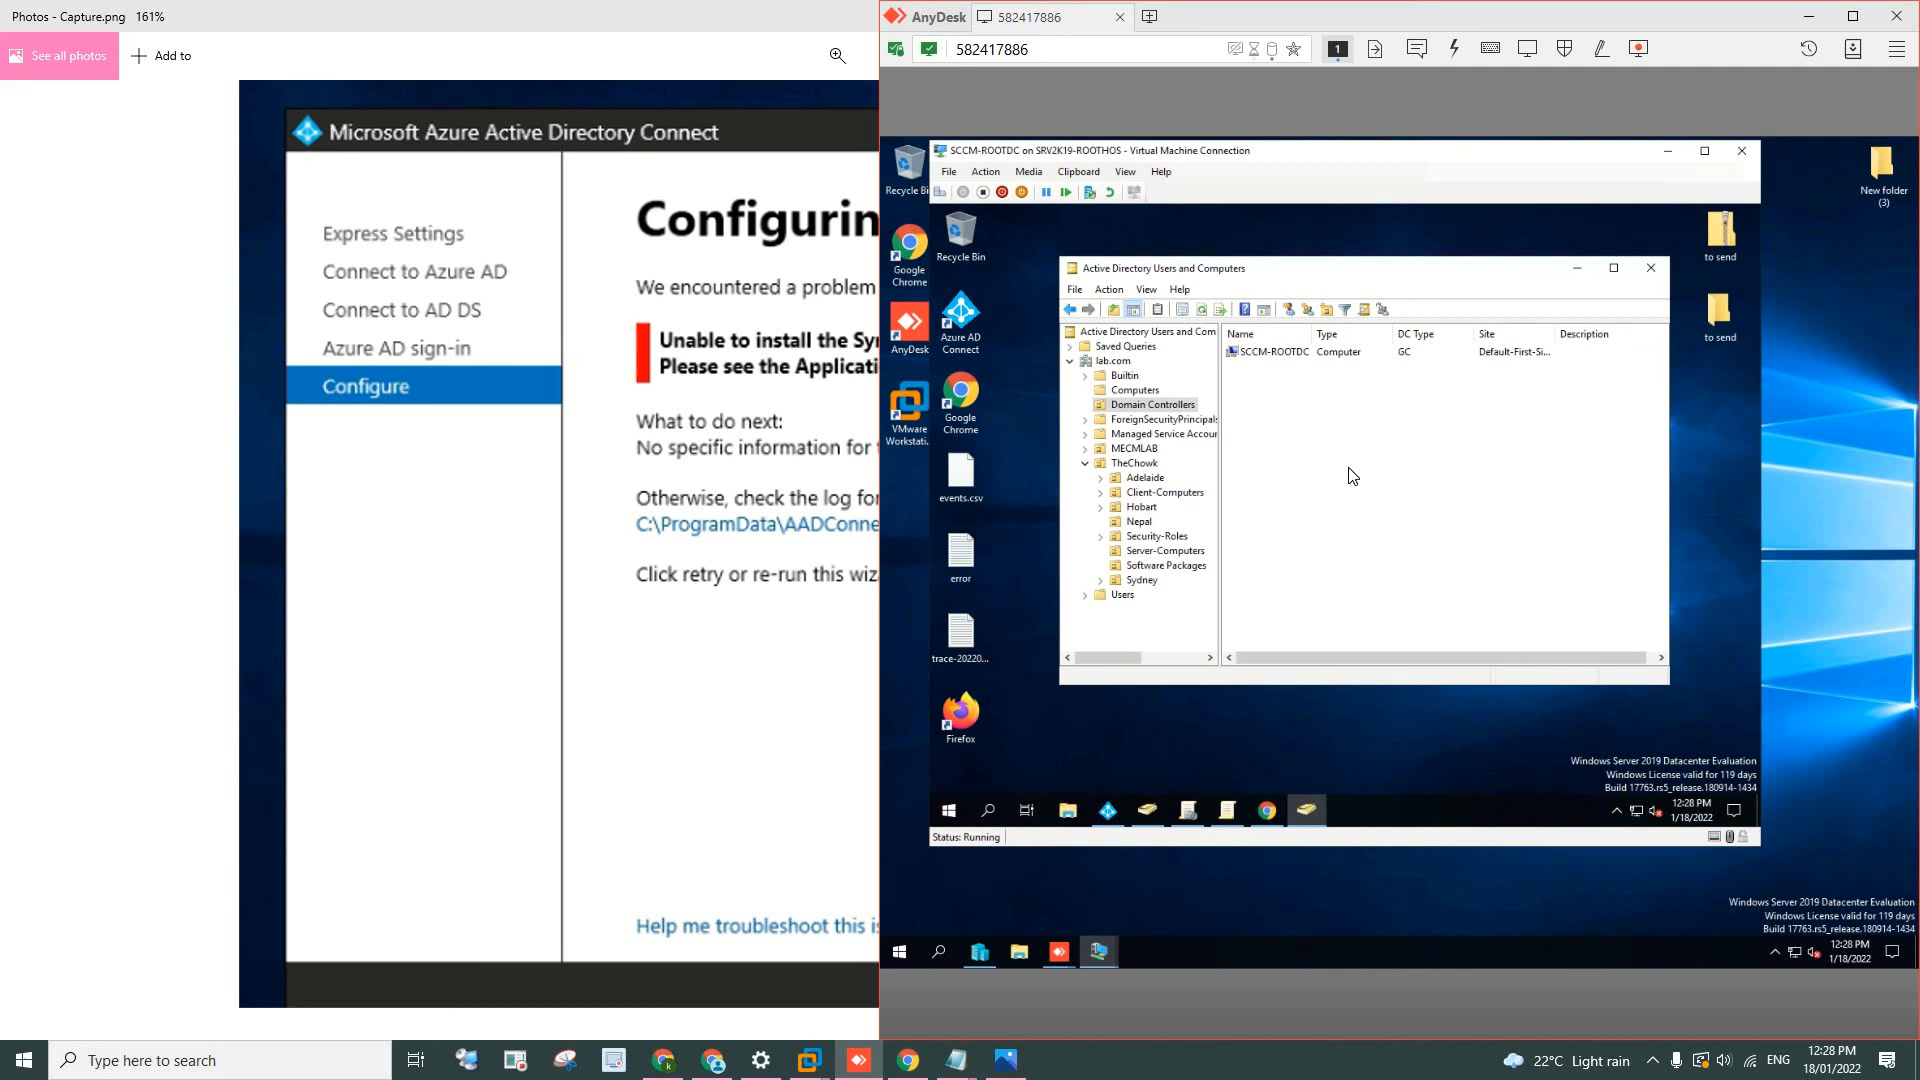 Photos - Capture.png 161%
See all photos
Add to
Microsoft Azure Active Directory Connect
Express Settings
Connect to Azure AD
Connect to AD DS
Azure AD sign-in
Configure
Configurin
We encountered a problem
Unable to install the Syn
Please see the Applicati
What to do next:
No specific information for
Otherwise, check the log for
C:\ProgramData\AADConne
Click retry or re-run this wiz
Help me troubleshoot this is
AnyDesk
582417886
582417886
1
Recycle Bi
Google
Chrome
AnyDesk
VMware
Workstati...
New folder
(3)
SCCM-ROOTDC on SRV2K19-ROOTHOS - Virtual Machine Connection
File Action Media Clipboard View Help
Recycle Bin
Azure AD
Connect
Google
Chrome
events.csv
error
trace-20220...
Firefox
to send
to send
Active Directory Users and Computers
File Action View Help
Active Directory Users and Com
Saved Queries
lab.com
Builtin
Computers
Domain Controllers
ForeignSecurityPrincipals
Managed Service Accour
MECMLAB
TheChowk
Adelaide
Client-Computers
Hobart
Nepal
Security-Roles
Server-Computers
Software Packages
Sydney
Users
Name Type DC Type Site Description
SCCM-ROOTDC Computer GC Default-First-Si...
Windows Server 2019 Datacenter Evaluation
Windows License valid for 119 days
Build 17763.rs5_release.180914-1434
12:28 PM
1/18/2022
Status: Running
Windows Server 2019 Datacenter Evaluation
Windows License valid for 119 days
Build 17763.rs5_release.180914-1434
12:28 PM
1/18/2022
Type here to search
22°C Light rain
ENG
12:28 PM
18/01/2022